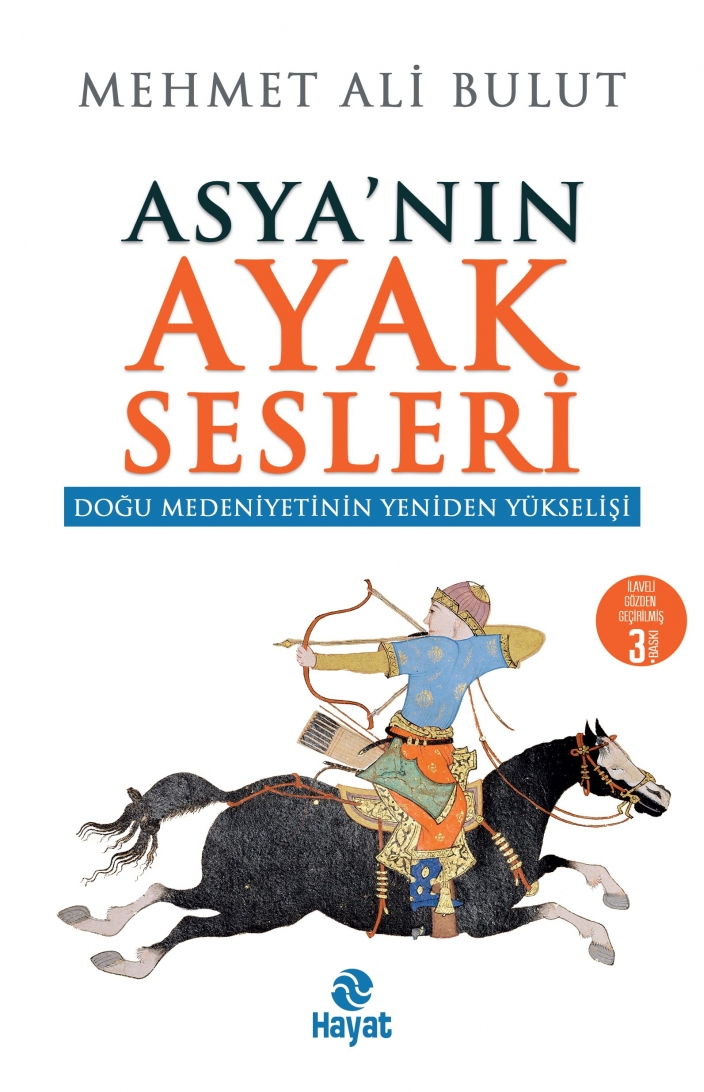 MEHMET ALİ BULUT
ASYA’NIN
AYAK
SESLERİ
DOĞU MEDENİYETİNİN YENİDEN YÜKSELİŞİ
İLAVELİ
GÖZDEN
GEÇİRİLMİŞ
3. BASKI
Hayat